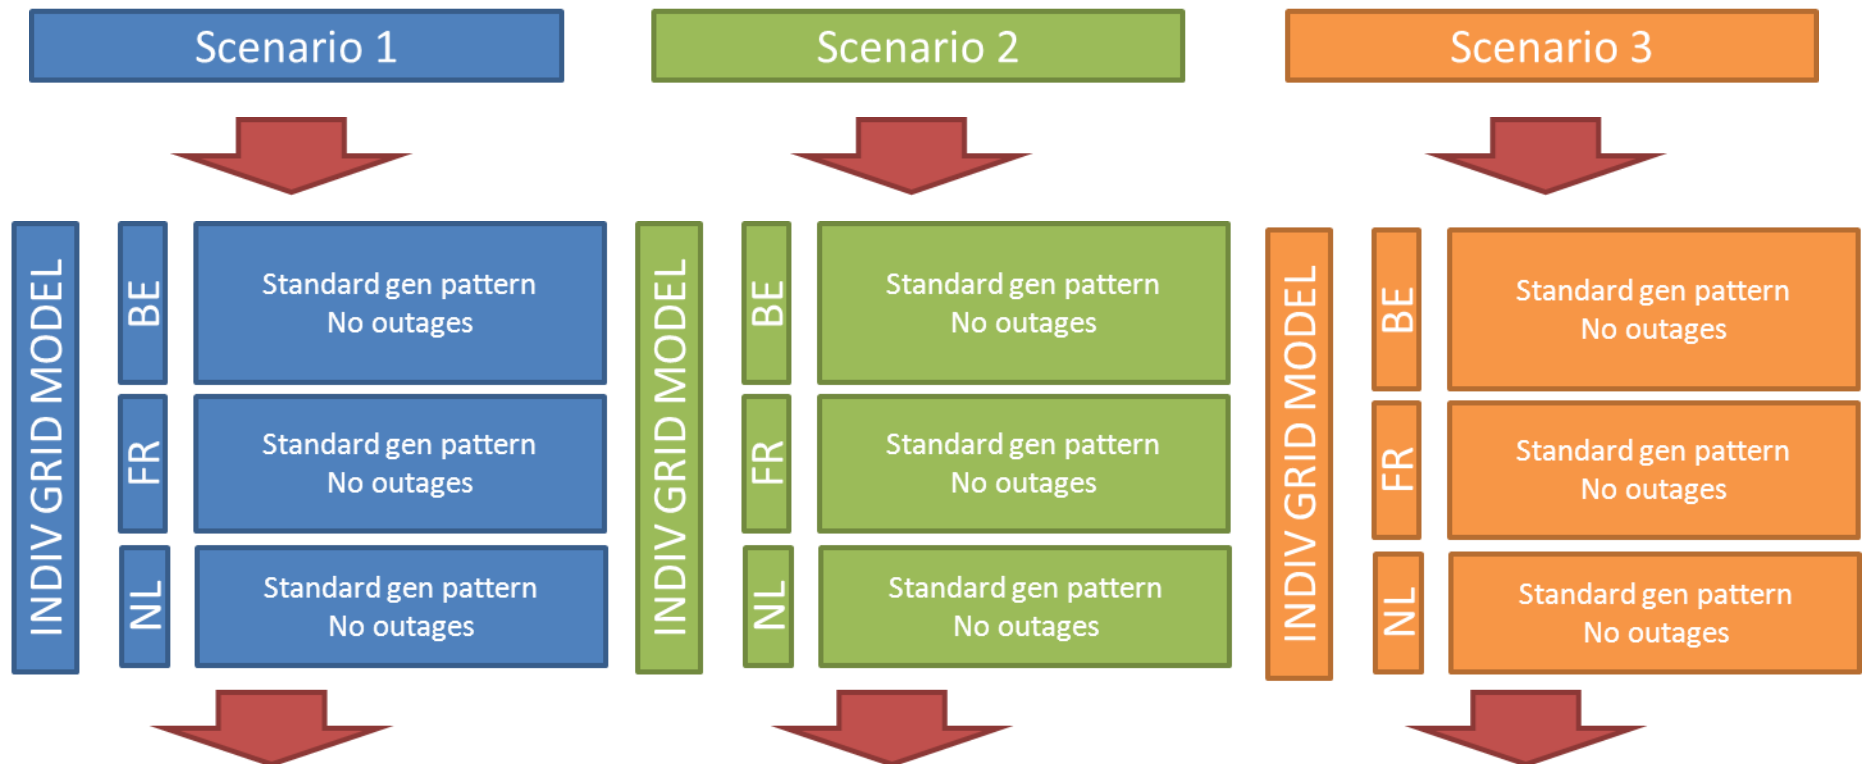 Scenario 1
Scenario 2
Scenario 3
INDIV GRID MODEL
BE
Standard gen pattern
No outages
FR
Standard gen pattern
No outages
NL
Standard gen pattern
No outages
INDIV GRID MODEL
BE
Standard gen pattern
No outages
FR
Standard gen pattern
No outages
NL
Standard gen pattern
No outages
INDIV GRID MODEL
BE
Standard gen pattern
No outages
FR
Standard gen pattern
No outages
NL
Standard gen pattern
No outages